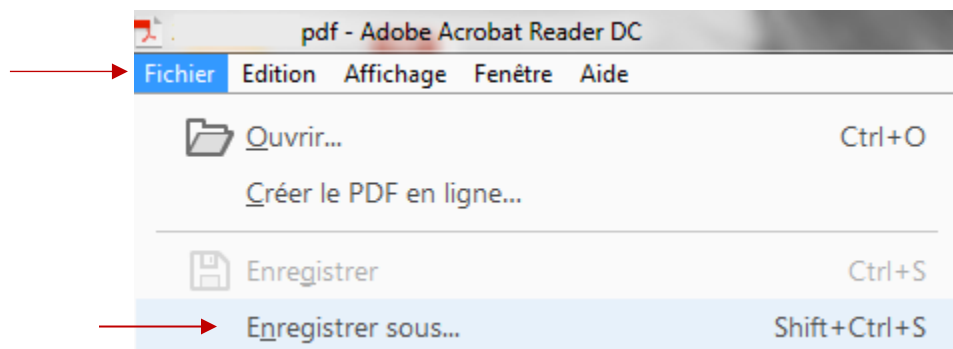 pdf - Adobe Acrobat Reader DC
Fichier Edition Affichage Fenêtre Aide
Ouvrir... Ctrl+O
Créer le PDF en ligne...
Enregistrer Ctrl+S
Enregistrer sous... Shift+Ctrl+S